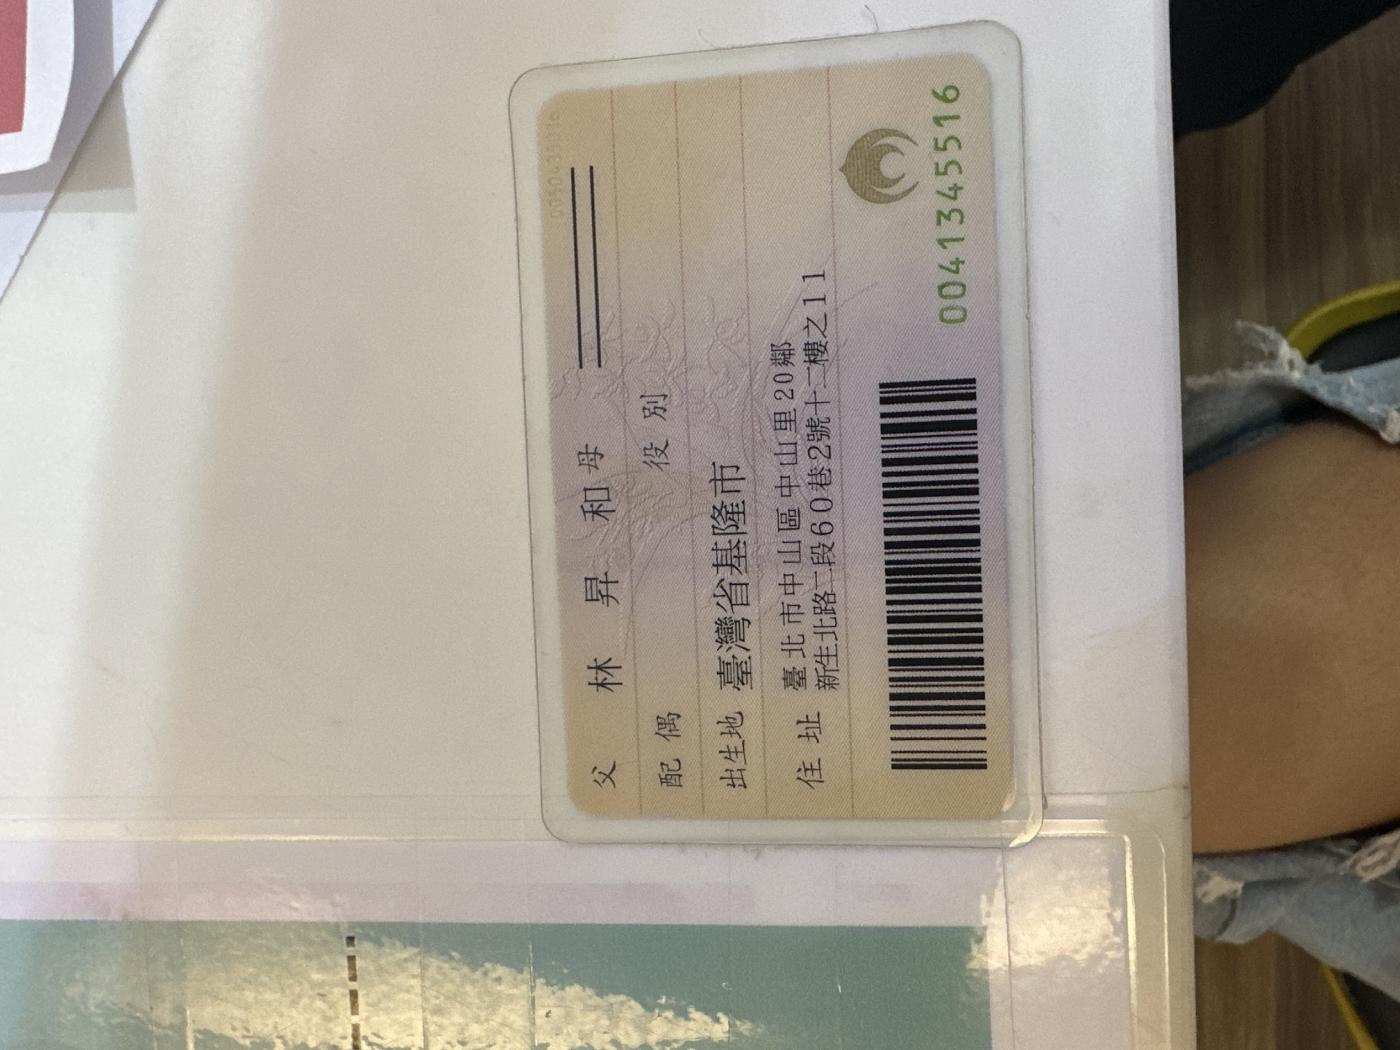 父 林昇和 母
配偶 役別
出生地 臺灣省基隆市
住址 臺北市中山區中山里20鄰
新生北路二段60巷2號十二樓之11
0041345516